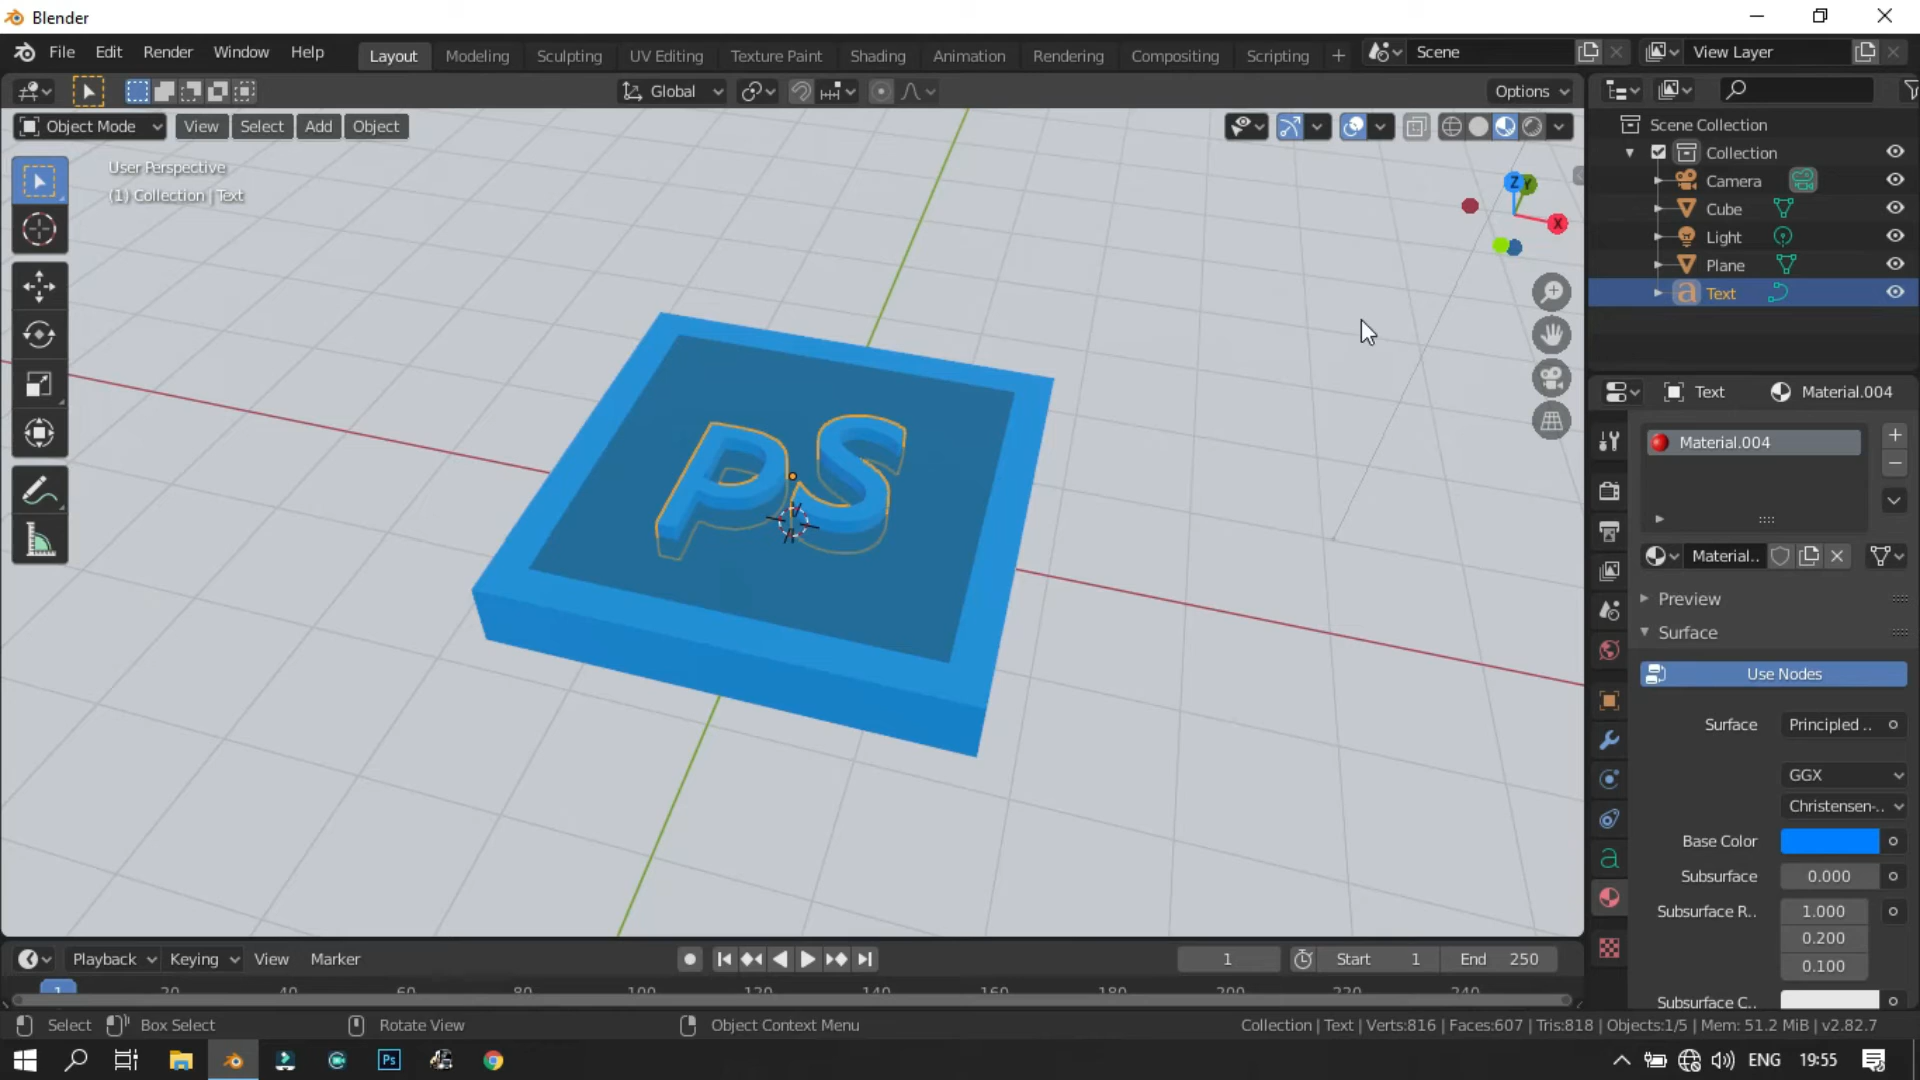 Blender
File Edit Render Window Help Layout Modeling Sculpting UV Editing Texture Paint Shading Animation Rendering Compositing Scripting + Scene View Layer
Global Options
Object Mode View Select Add Object
User Perspective
(1) Collection | Text
Z Y
X
PS
Scene Collection
Collection
Camera
Cube
Light
Plane
a Text
Text Material.004
Material.004
Material..
Preview
Surface
Use Nodes
Surface Principled ..
GGX
Christensen-..
Base Color
Subsurface 0.000
Subsurface R.. 1.000
0.200
0.100
Subsurface C..
Playback Keying View Marker 1 Start 1 End 250
1 20 40 60 80 100 120 140 160 180 200 220 240
Select Box Select Rotate View Object Context Menu Collection | Text | Verts:816 | Faces:607 | Tris:818 | Objects:1/5 | Mem: 51.2 MiB | v2.82.7
Ps ENG 19:55